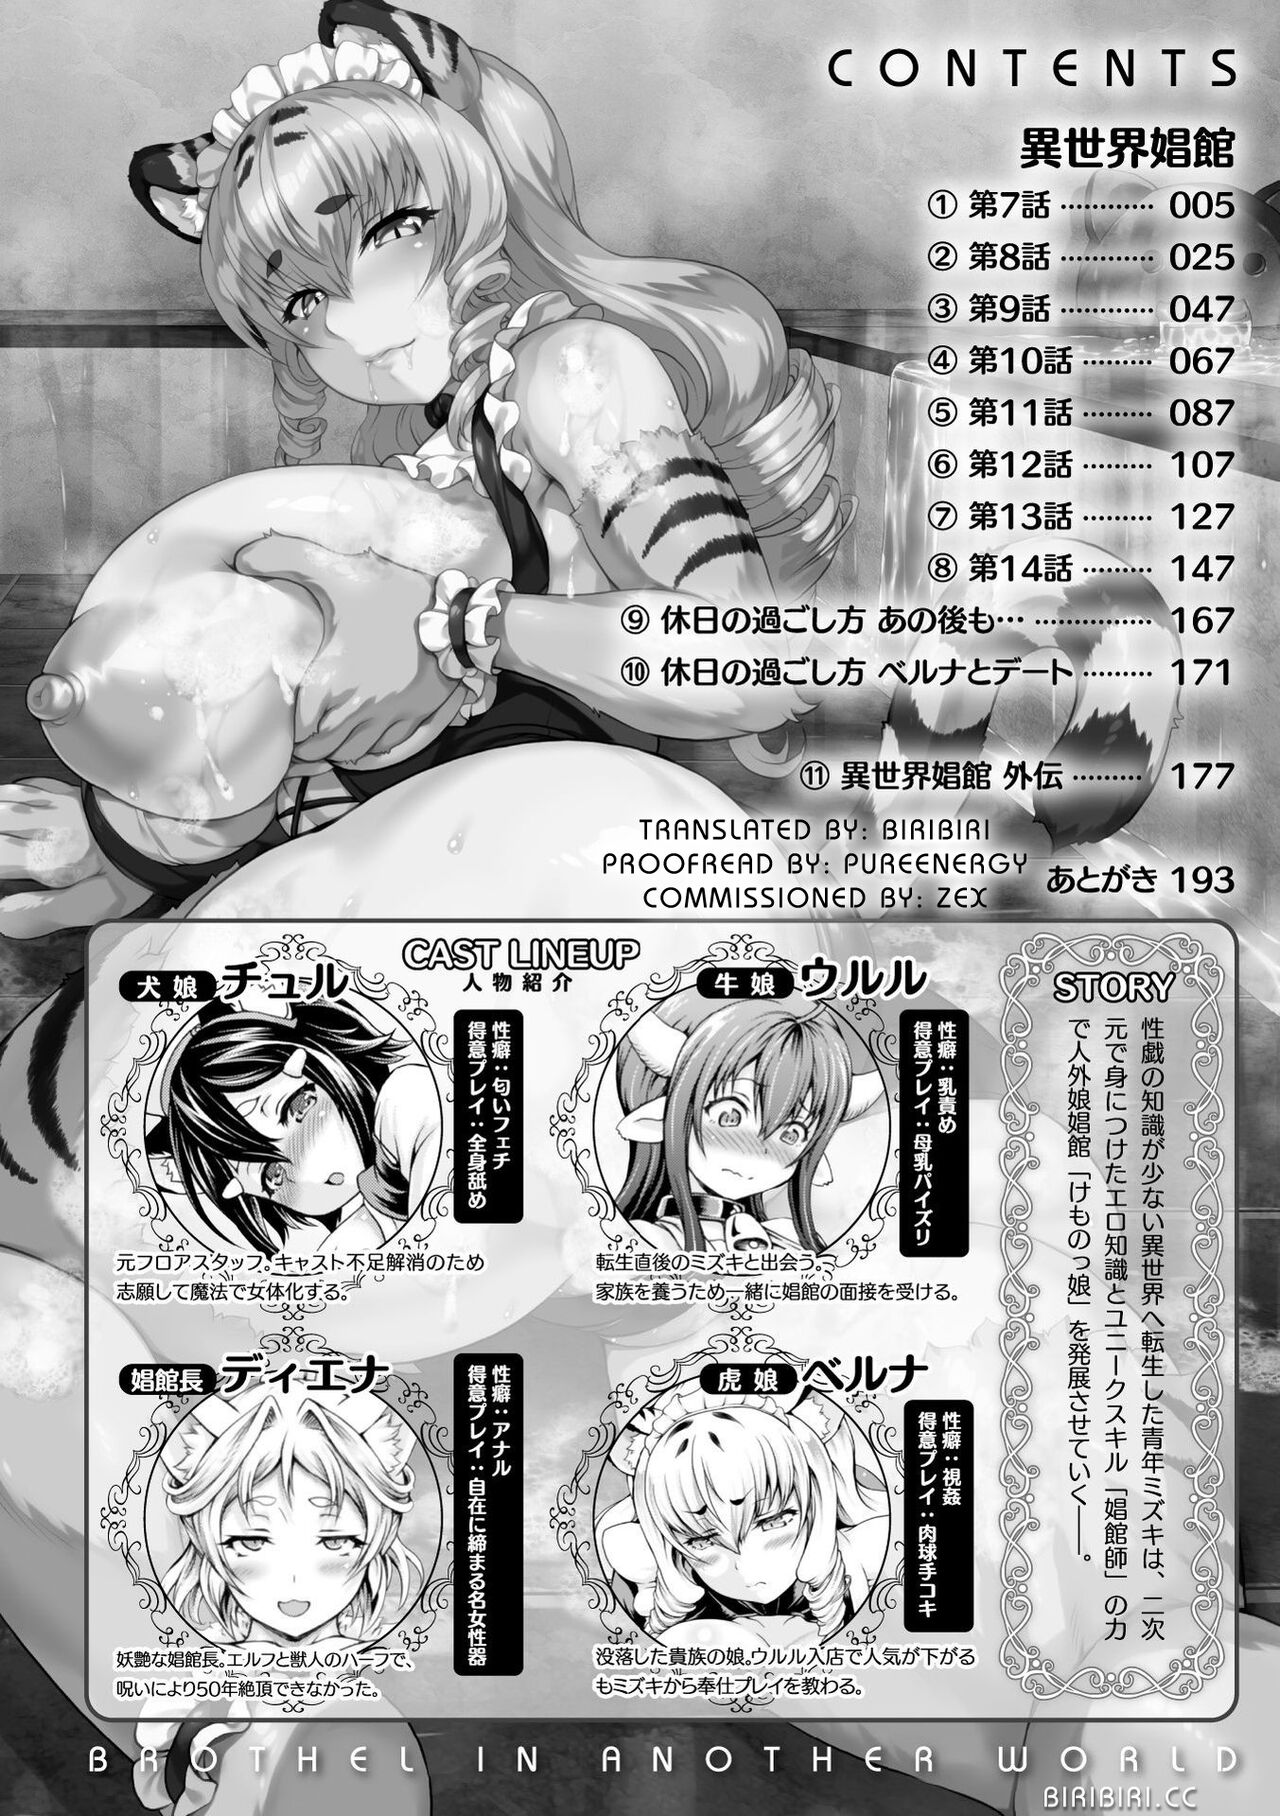 CONTENTS
異世界娼館
① 第7話 ………… 005
② 第8話 ………… 025
③ 第9話 ………… 047
④ 第10話 ……… 067
⑤ 第11話 ……… 087
⑥ 第12話 ……… 107
⑦ 第13話 ……… 127
⑧ 第14話 ……… 147
⑨ 休日の過ごし方 あの後も… …………… 167
⑩ 休日の過ごし方 ベルナとデート ……… 171
⑪ 異世界娼館 外伝 ……… 177
TRANSLATED BY: BIRIBIRI
PROOFREAD BY: PUREENERGY
COMMISSIONED BY: ZEX
あとがき 193
CAST LINEUP
人物紹介
犬娘 チュル
性癖：匂いフェチ
得意プレイ：全身舐め
元フロアスタッフ。キャスト不足解消のため
志願して魔法で女体化する。
牛娘 ウルル
性癖：乳責め
得意プレイ：母乳パイズリ
転生直後のミズキと出会う。
家族を養うため一緒に娼館の面接を受ける。
娼館長 ディエナ
性癖：アナル
得意プレイ：自在に締まる名女性器
妖艶な娼館長。エルフと獣人のハーフで、
呪いにより50年絶頂できなかった。
虎娘 ベルナ
性癖：視姦
得意プレイ：肉球手コキ
没落した貴族の娘。ウルル入店で人気が下がる
もミズキから奉仕プレイを教わる。
STORY
性戯の知識が少ない異世界へ転生した青年ミズキは、二次
元で身につけたエロ知識とユニークスキル「娼館師」の力
で人外娘娼館「けものっ娘」を発展させていく――。
BROTHEL IN ANOTHER WORLD
BIRIBIRI.CC